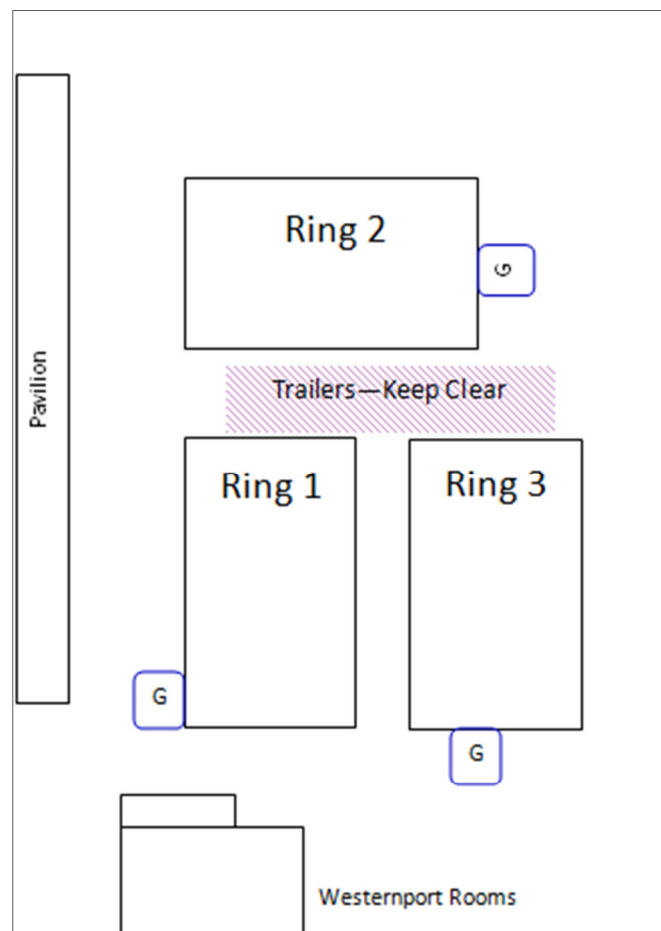 Ring 2
G
Trailers—Keep Clear
Pavilion
Ring 1
Ring 3
G
G
Westernport Rooms